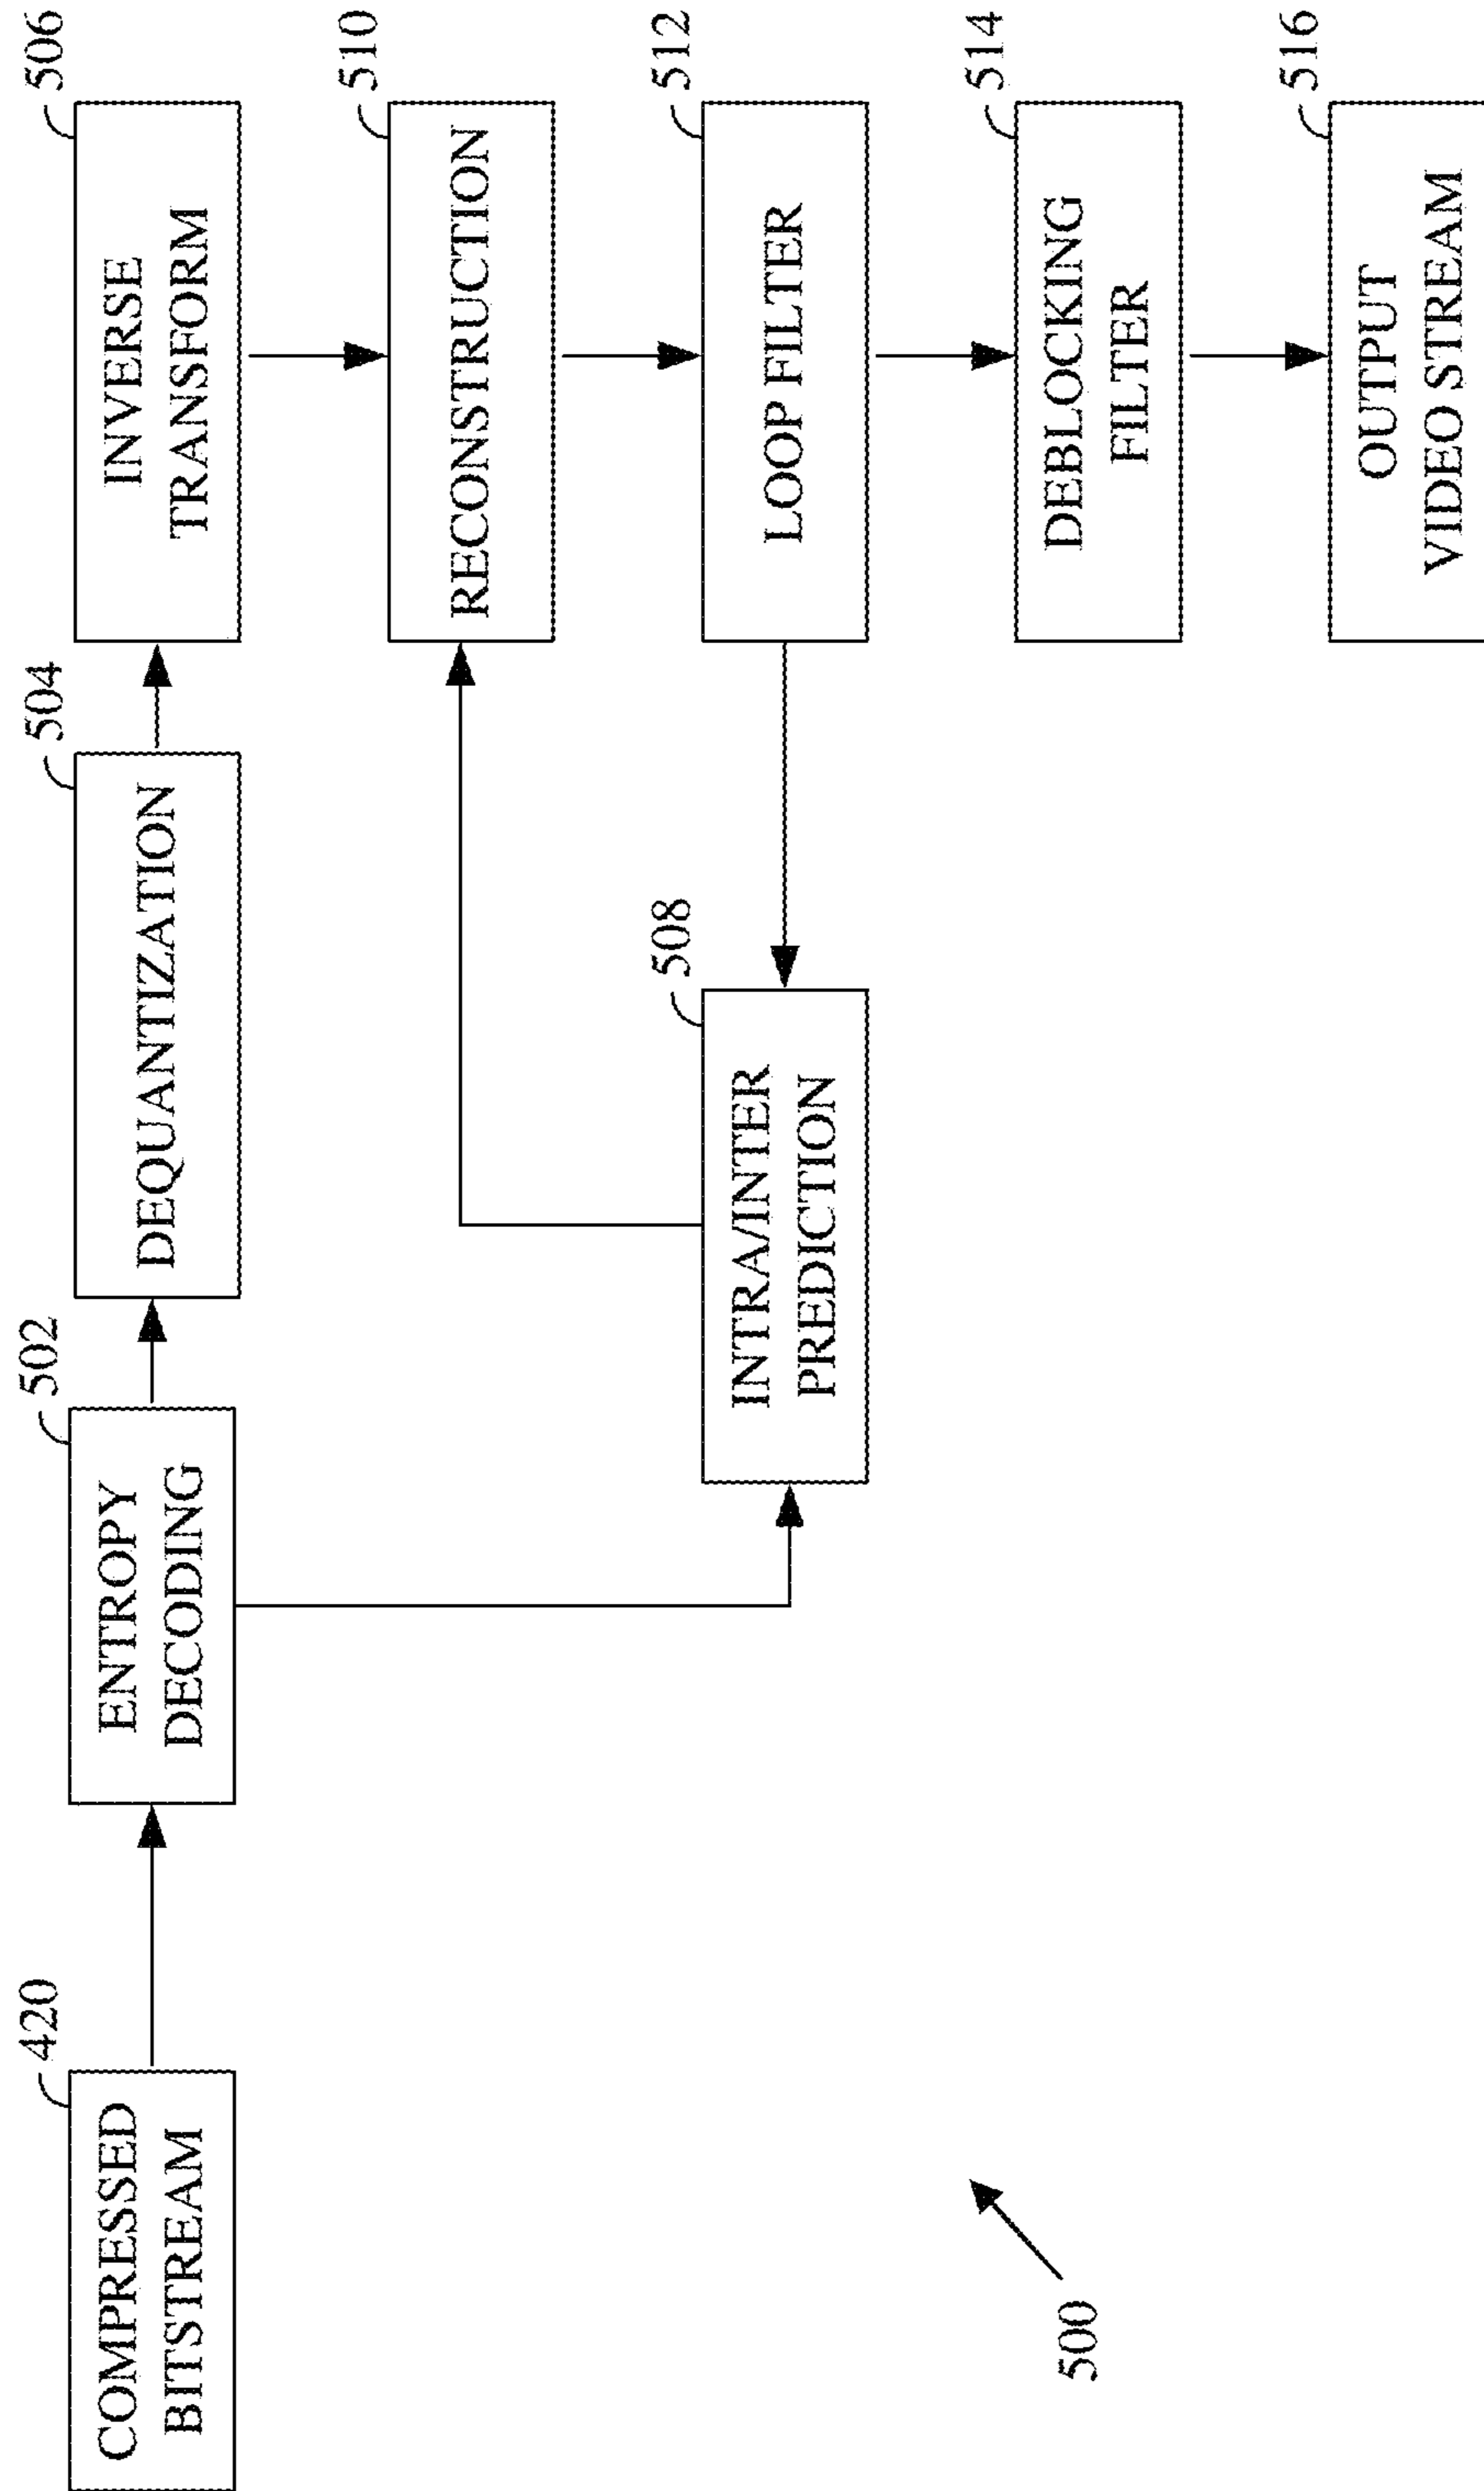 420
COMPRESSED
BITSTREAM
502
ENTROPY
DECODING
504
DEQUANTIZATION
506
INVERSE
TRANSFORM
508
INTRA/INTER
PREDICTION
510
RECONSTRUCTION
512
LOOP FILTER
514
DEBLOCKING
FILTER
516
OUTPUT
VIDEO STREAM
500